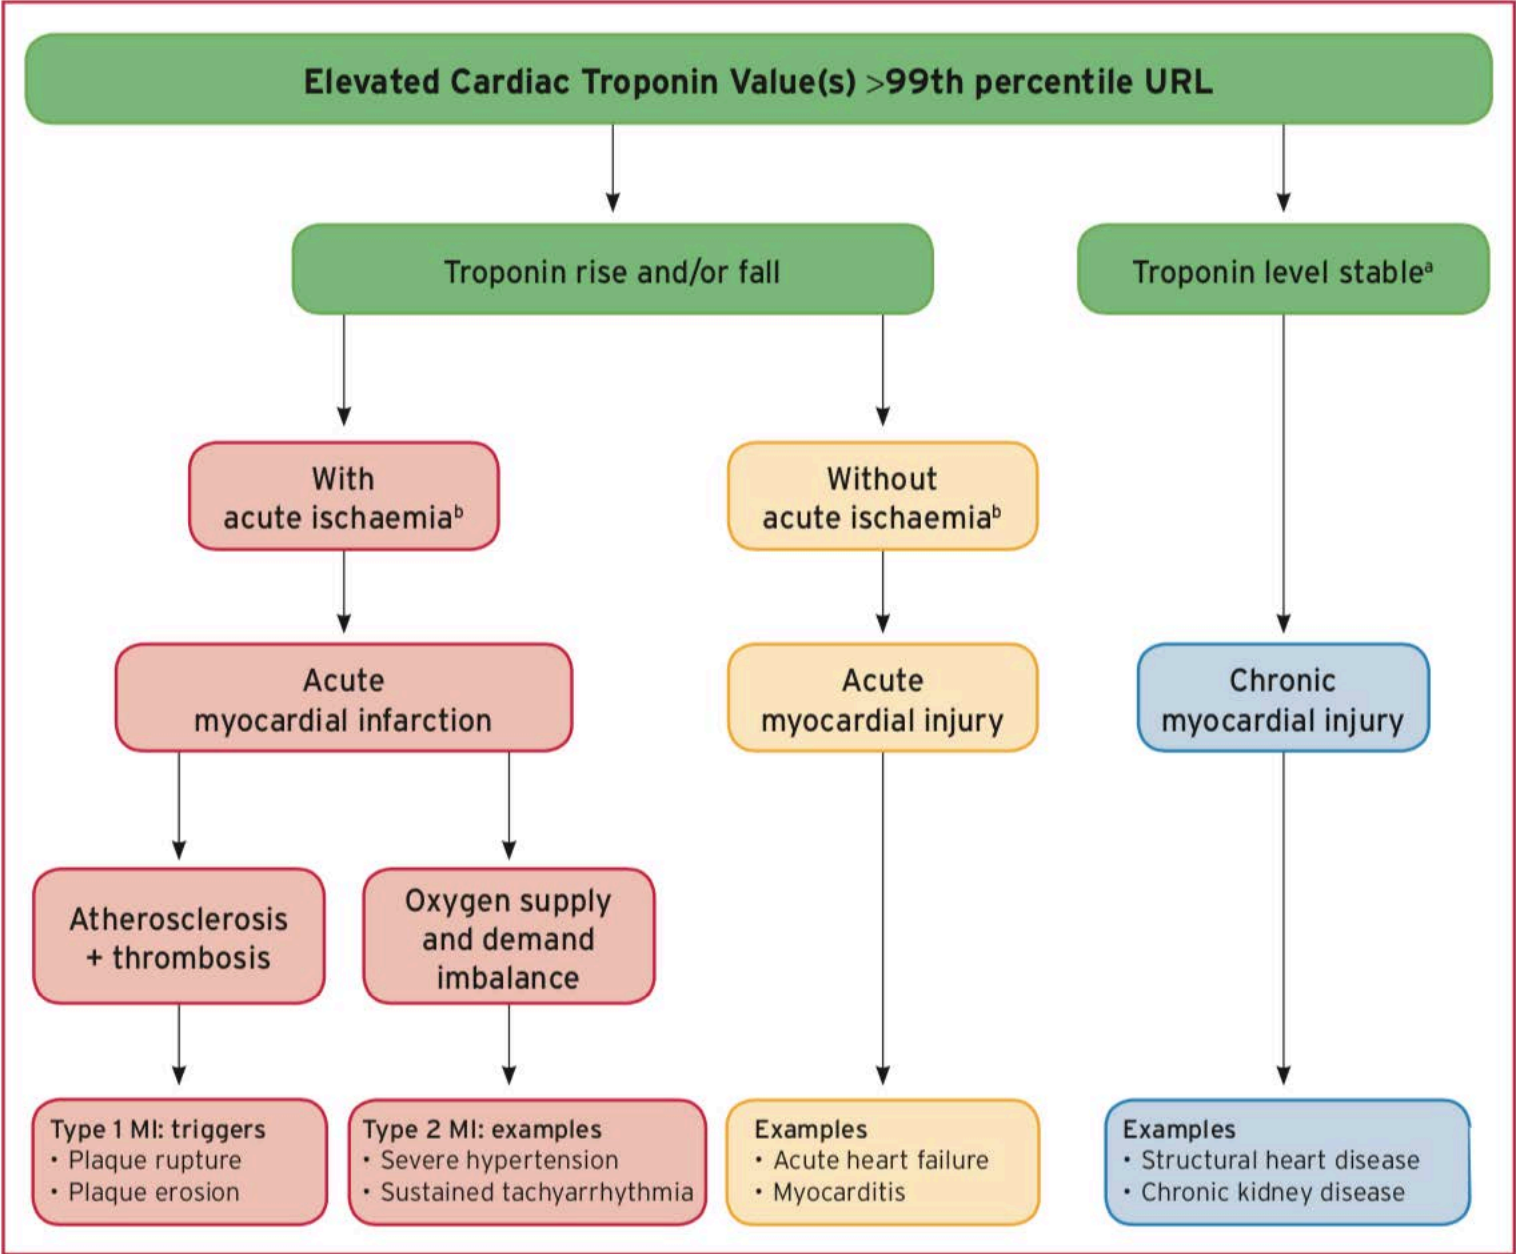 Elevated Cardiac Troponin Value(s) >99th percentile URL
Troponin rise and/or fall
Troponin level stableᵃ
With
acute ischaemiaᵇ
Without
acute ischaemiaᵇ
Acute
myocardial infarction
Acute
myocardial injury
Chronic
myocardial injury
Atherosclerosis
+ thrombosis
Oxygen supply
and demand
imbalance
Type 1 MI: triggers
• Plaque rupture
• Plaque erosion
Type 2 MI: examples
• Severe hypertension
• Sustained tachyarrhythmia
Examples
• Acute heart failure
• Myocarditis
Examples
• Structural heart disease
• Chronic kidney disease